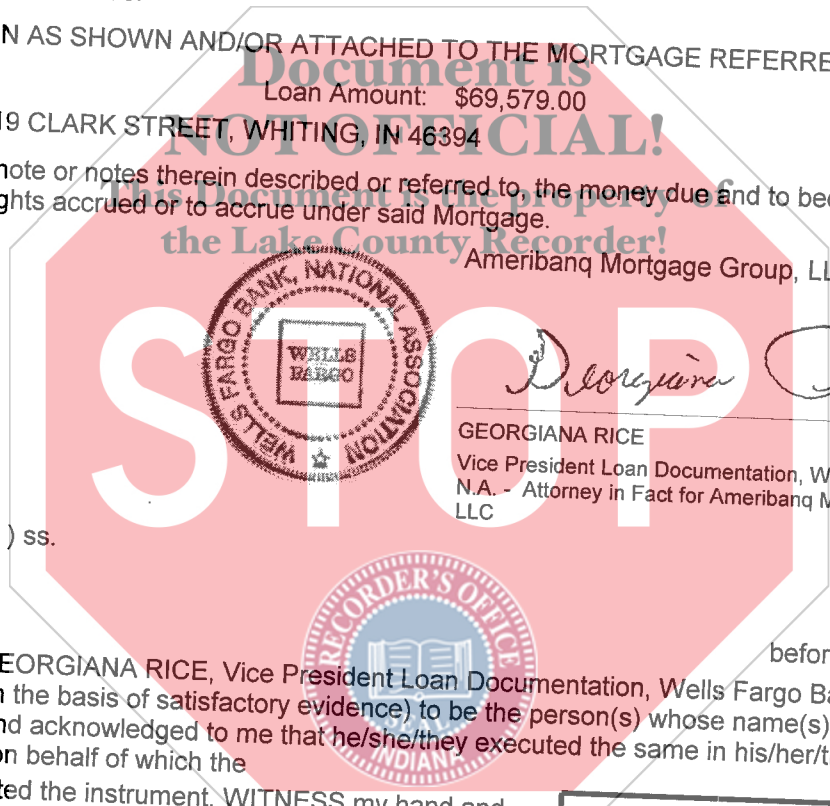 N AS SHOWN AND/OR ATTACHED TO THE MORTGAGE REFERRE
Document is
Loan Amount: $69,579.00
NOT OFFICIAL!
19 CLARK STREET, WHITING, IN 46394
note or notes therein described or referred to, the money due and to bec
This Document is the property of
ghts accrued or to accrue under said Mortgage.
the Lake County Recorder!
Ameribanq Mortgage Group, LL
WELLS FARGO BANK, NATIONAL ASSOCIATION
WELLS
FARGO
STOP
Georgiana
GEORGIANA RICE
Vice President Loan Documentation, W
N.A. - Attorney in Fact for Ameribanq M
LLC
) ss.
RECORDER'S OFFICE
SEAL
INDIANA
before
EORGIANA RICE, Vice President Loan Documentation, Wells Fargo Ba
n the basis of satisfactory evidence) to be the person(s) whose name(s)
nd acknowledged to me that he/she/they executed the same in his/her/t
on behalf of which the
ted the instrument. WITNESS my hand and